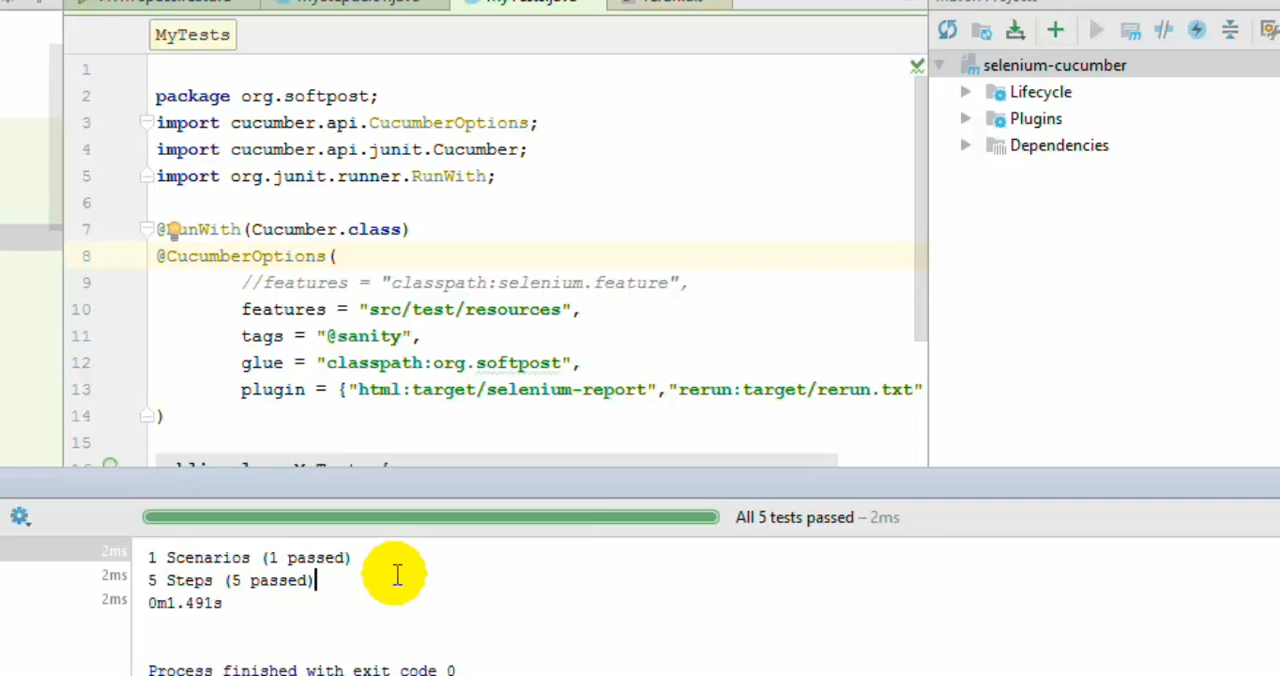 MyTests
1
2 package org.softpost;
3 import cucumber.api.CucumberOptions;
4 import cucumber.api.junit.Cucumber;
5 import org.junit.runner.RunWith;
6
7 @RunWith(Cucumber.class)
8 @CucumberOptions(
9 //features = "classpath:selenium.feature",
10 features = "src/test/resources",
11 tags = "@sanity",
12 glue = "classpath:org.softpost",
13 plugin = {"html:target/selenium-report","rerun:target/rerun.txt"
14 )
15
selenium-cucumber
Lifecycle
Plugins
Dependencies
All 5 tests passed – 2ms
2ms
2ms
2ms
1 Scenarios (1 passed)
5 Steps (5 passed)
0m1.491s
Process finished with exit code 0